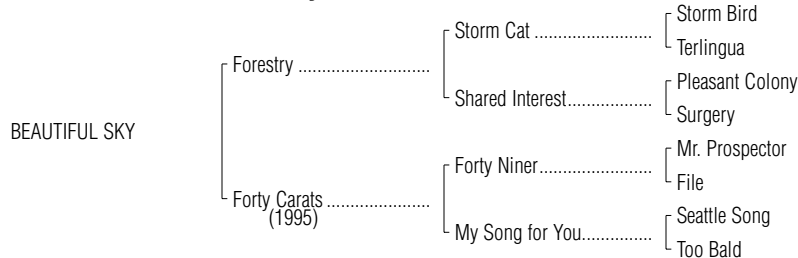 Storm Bird
Storm Cat ..........................
Forestry ............................. Terlingua
Shared Interest.................. Pleasant Colony
Surgery
BEAUTIFUL SKY
Forty Niner......................... Mr. Prospector
File
Forty Carats .......................
(1995)
My Song for You............... Seattle Song
Too Bald